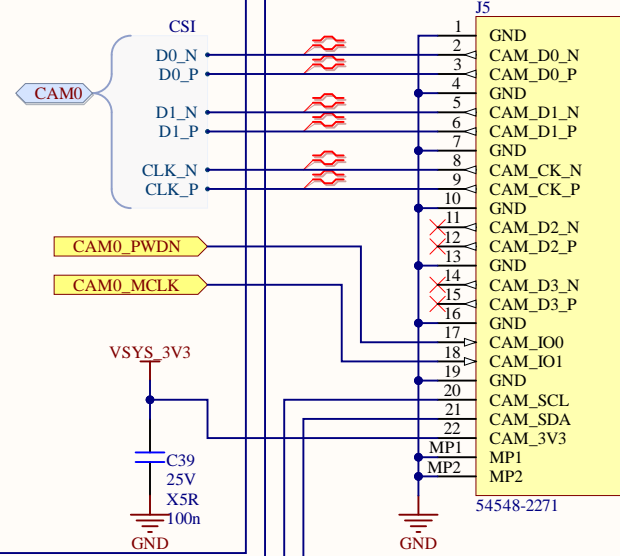 J5
CSI
1 GND
D0_N 2 CAM_D0_N
D0_P 3 CAM_D0_P
CAM0 4 GND
D1_N 5 CAM_D1_N
D1_P 6 CAM_D1_P
7 GND
CLK_N 8 CAM_CK_N
CLK_P 9 CAM_CK_P
10 GND
11 CAM_D2_N
CAM0_PWDN 12 CAM_D2_P
13 GND
CAM0_MCLK 14 CAM_D3_N
15 CAM_D3_P
16 GND
17 CAM_IO0
VSYS_3V3 18 CAM_IO1
19 GND
20 CAM_SCL
21 CAM_SDA
22 CAM_3V3
C39 MP1 MP1
25V MP2 MP2
X5R 54548-2271
100n
GND GND